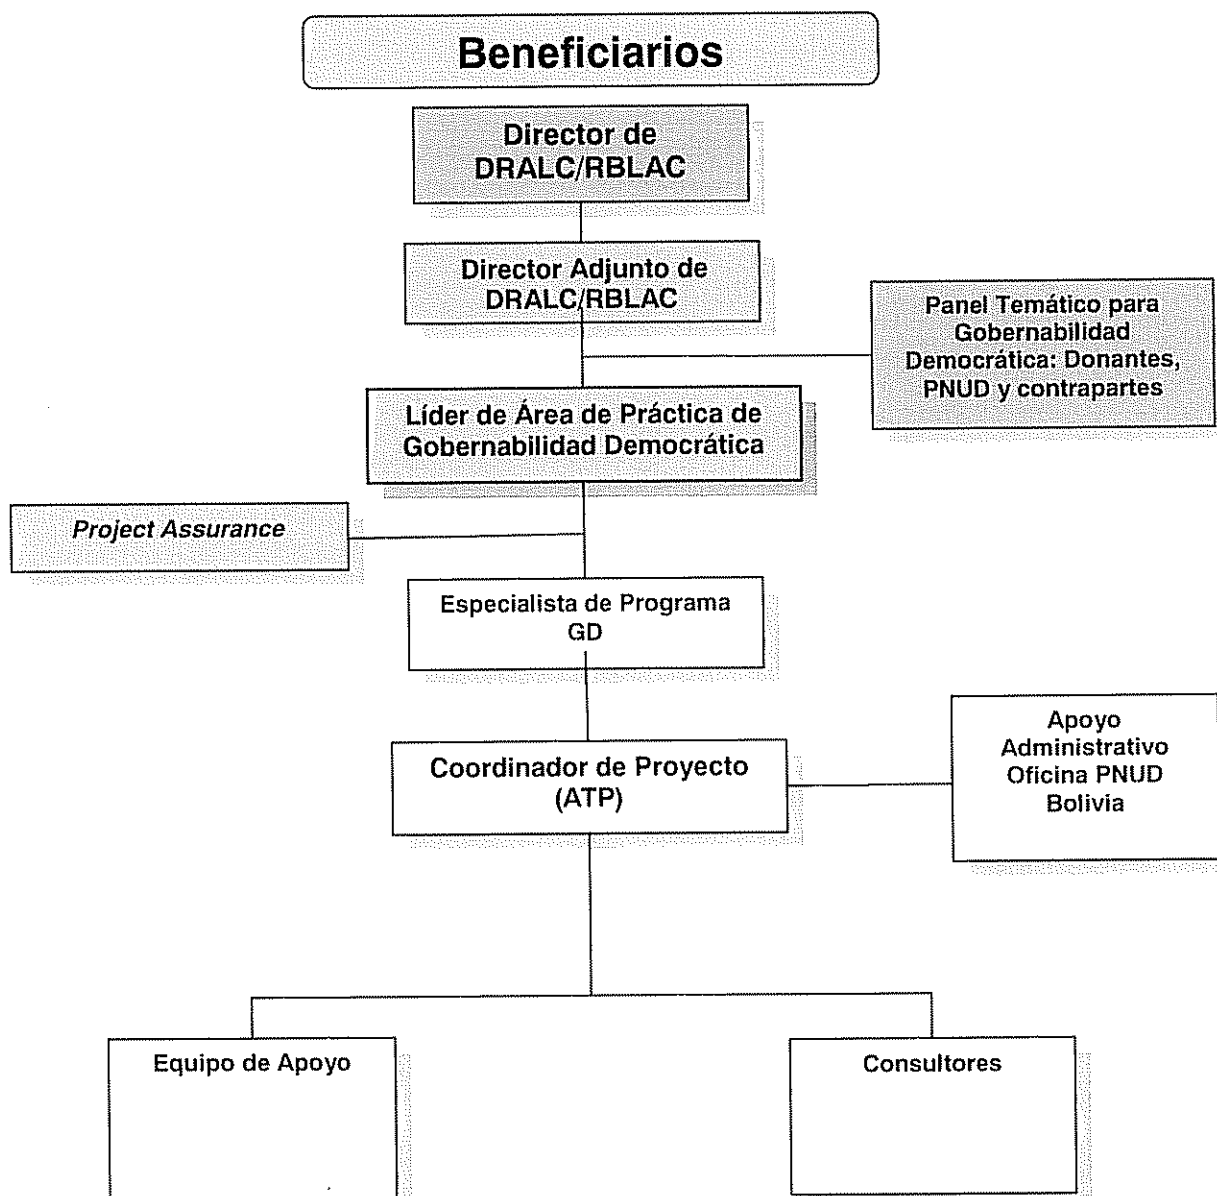 Beneficiarios
Director de
DRALC/RBLAC
Director Adjunto de
DRALC/RBLAC
Panel Temático para
Gobernabilidad
Democrática: Donantes,
PNUD y contrapartes
Líder de Área de Práctica de
Gobernabilidad Democrática
Project Assurance
Especialista de Programa
GD
Coordinador de Proyecto
(ATP)
Apoyo
Administrativo
Oficina PNUD
Bolivia
Equipo de Apoyo
Consultores